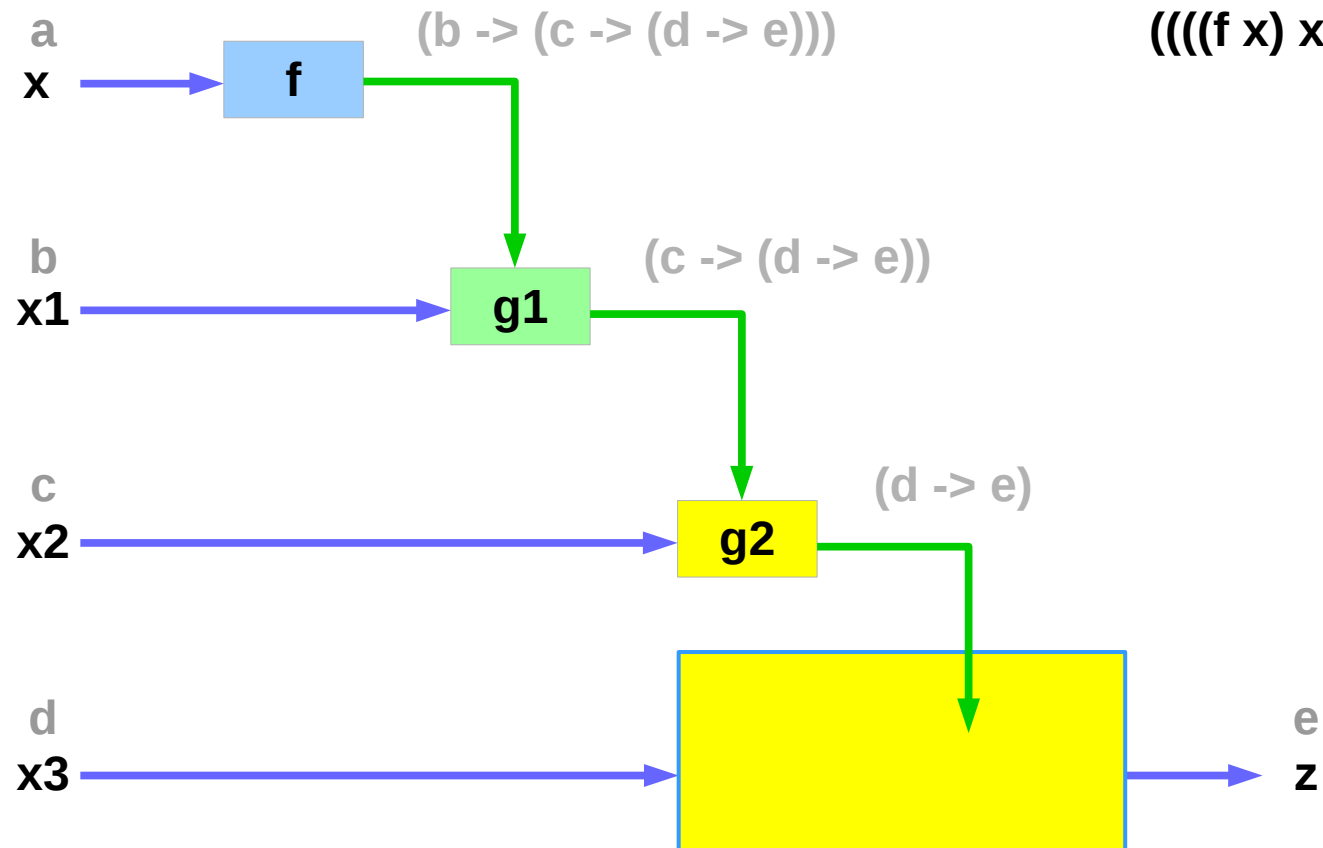 a
(b -> (c -> (d -> e)))
((((f x) x
x
f
b
(c -> (d -> e))
x1
g1
c
(d -> e)
x2
g2
d
e
x3
z